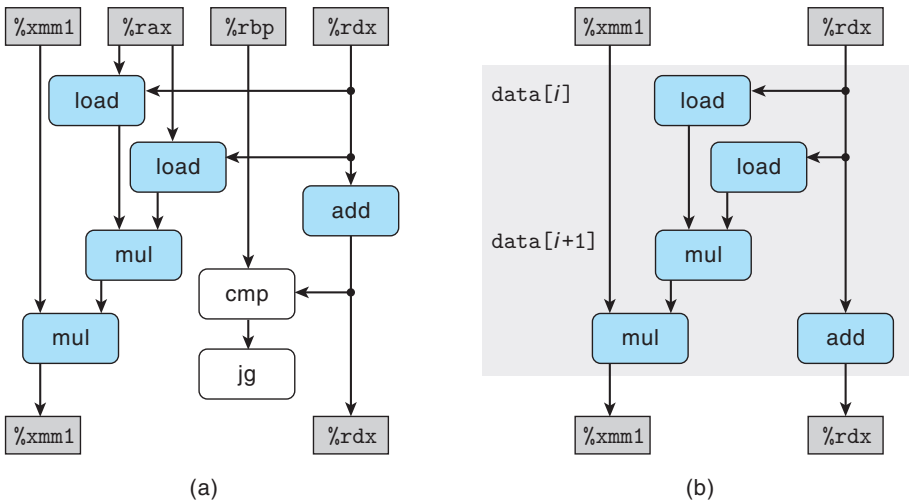 %xmm1 %rax %rbp %rdx
load
load
add
mul
cmp
mul
jg
%xmm1 %rdx
(a)
%xmm1 %rdx
data[i]
load
load
data[i+1]
mul
mul add
%xmm1 %rdx
(b)